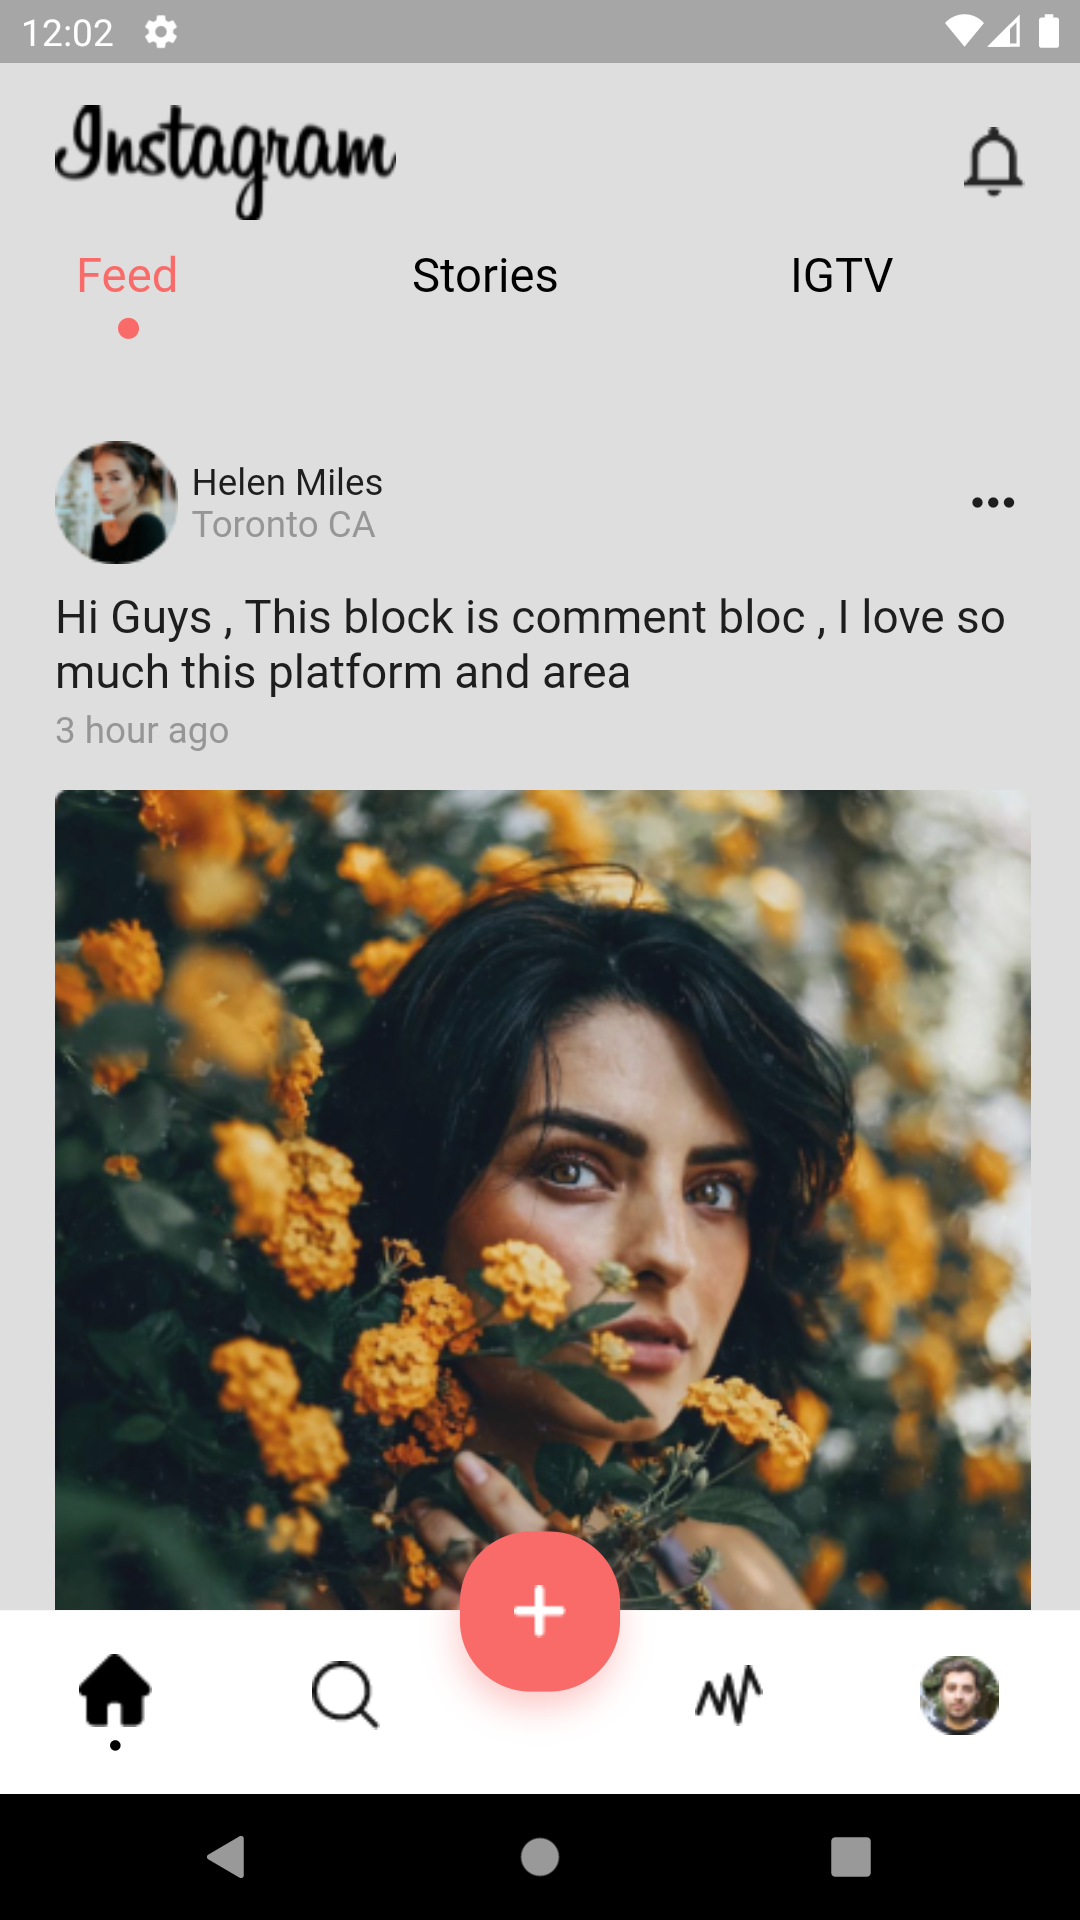 12:02
Instagram
Feed
Stories
IGTV
Helen Miles
Toronto CA
Hi Guys , This block is comment bloc , I love so
much this platform and area
3 hour ago